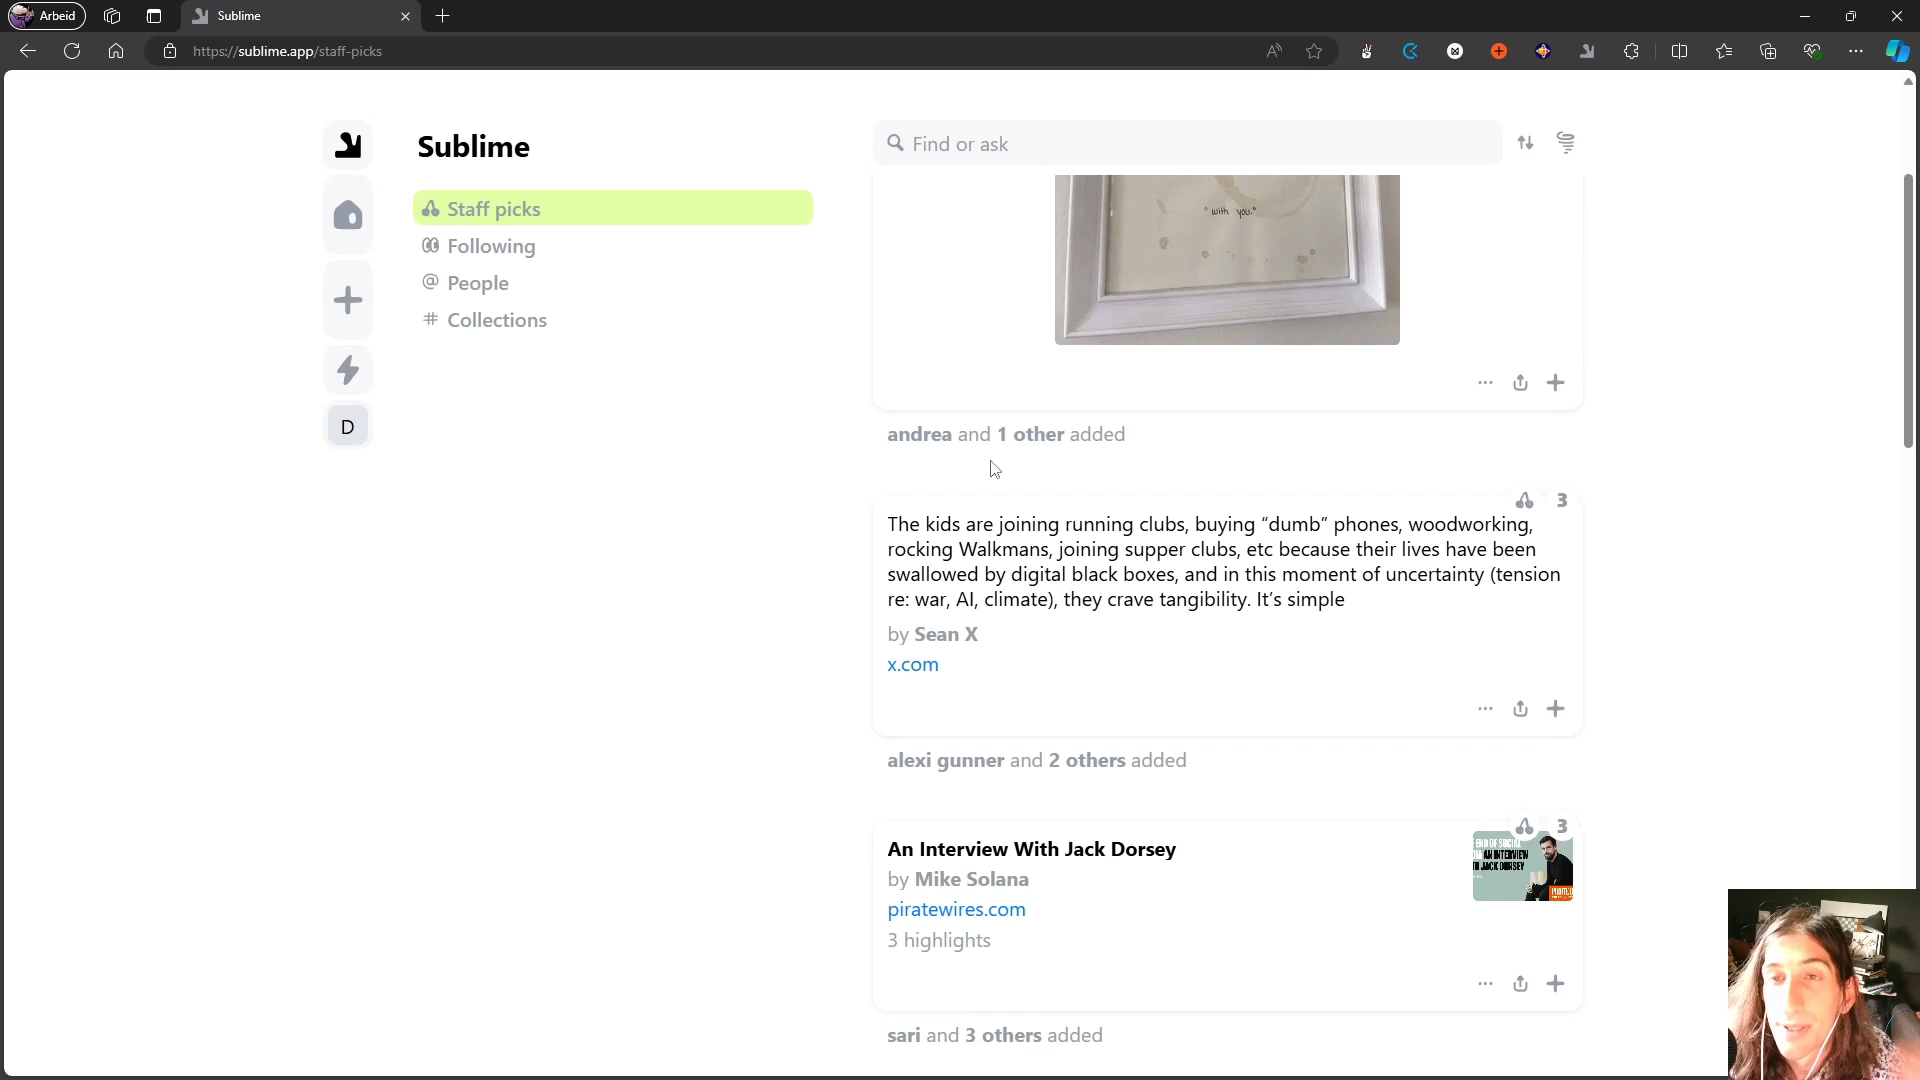 Arbeid
Sublime
https://sublime.app/staff-picks
Sublime
Find or ask
Staff picks
Following
People
Collections
D
"with you."
andrea and 1 other added
3
The kids are joining running clubs, buying “dumb” phones, woodworking,
rocking Walkmans, joining supper clubs, etc because their lives have been
swallowed by digital black boxes, and in this moment of uncertainty (tension
re: war, AI, climate), they crave tangibility. It’s simple
by Sean X
x.com
alexi gunner and 2 others added
3
An Interview With Jack Dorsey
by Mike Solana
piratewires.com
3 highlights
END OF SOCIAL
AN INTERVIEW
JACK DORSEY
sari and 3 others added